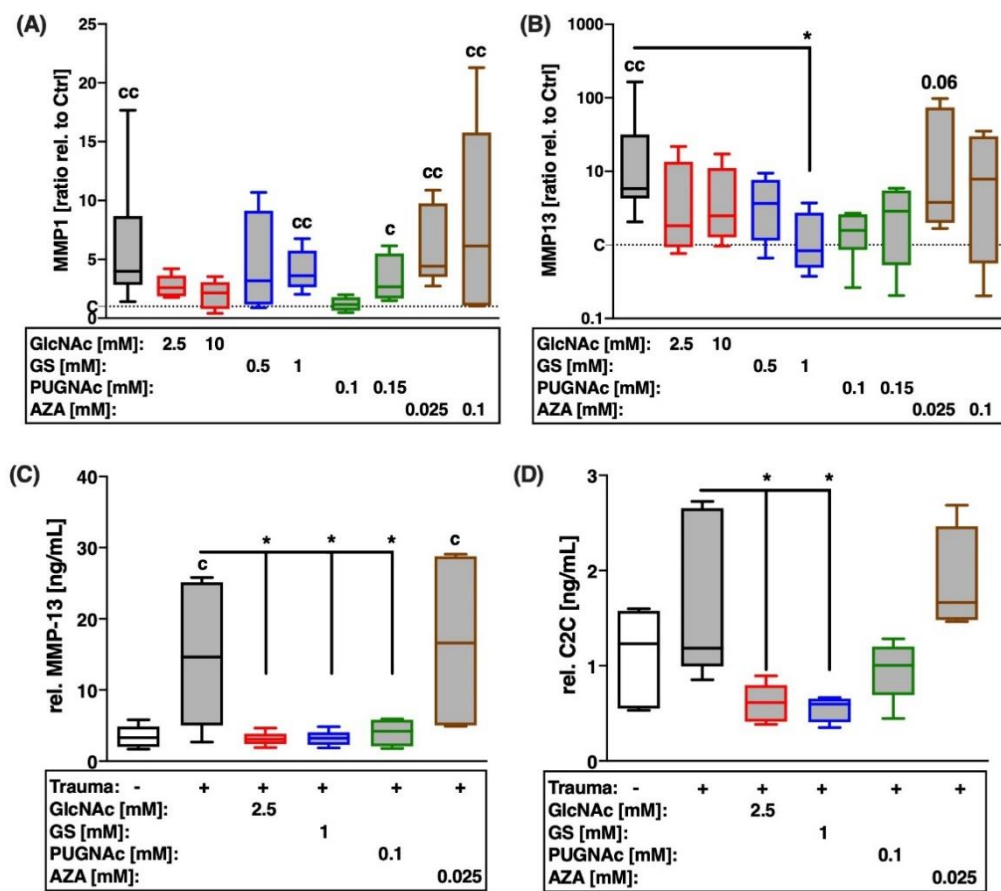 (A)
MMP1 [ratio rel. to Ctrl]
25
20
15
10
5
C
0
cc
cc
c
cc
cc
GlcNAc [mM]: 2.5 10
GS [mM]: 0.5 1
PUGNAc [mM]: 0.1 0.15
AZA [mM]: 0.025 0.1
(B)
MMP13 [ratio rel. to Ctrl]
1000
100
10
C
0.1
cc
*
0.06
GlcNAc [mM]: 2.5 10
GS [mM]: 0.5 1
PUGNAc [mM]: 0.1 0.15
AZA [mM]: 0.025 0.1
(C)
rel. MMP-13 [ng/mL]
40
30
20
10
0
c
* * *
c
Trauma: - + + + + +
GlcNAc [mM]: 2.5
GS [mM]: 1
PUGNAc [mM]: 0.1
AZA [mM]: 0.025
(D)
rel. C2C [ng/mL]
3
2
1
0
* *
Trauma: - + + + + +
GlcNAc [mM]: 2.5
GS [mM]: 1
PUGNAc [mM]: 0.1
AZA [mM]: 0.025